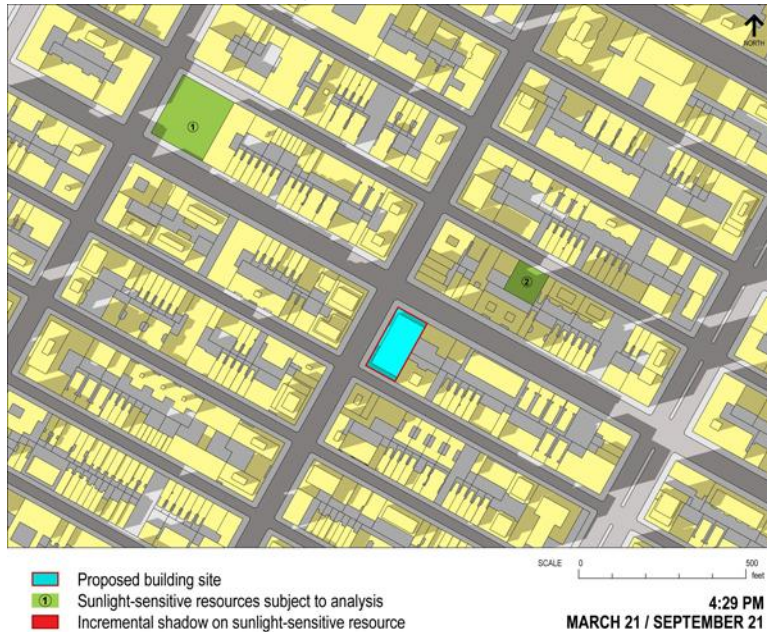 NORTH
①
②
SCALE 0 500
feet
Proposed building site
① Sunlight-sensitive resources subject to analysis
Incremental shadow on sunlight-sensitive resource
4:29 PM
MARCH 21 / SEPTEMBER 21